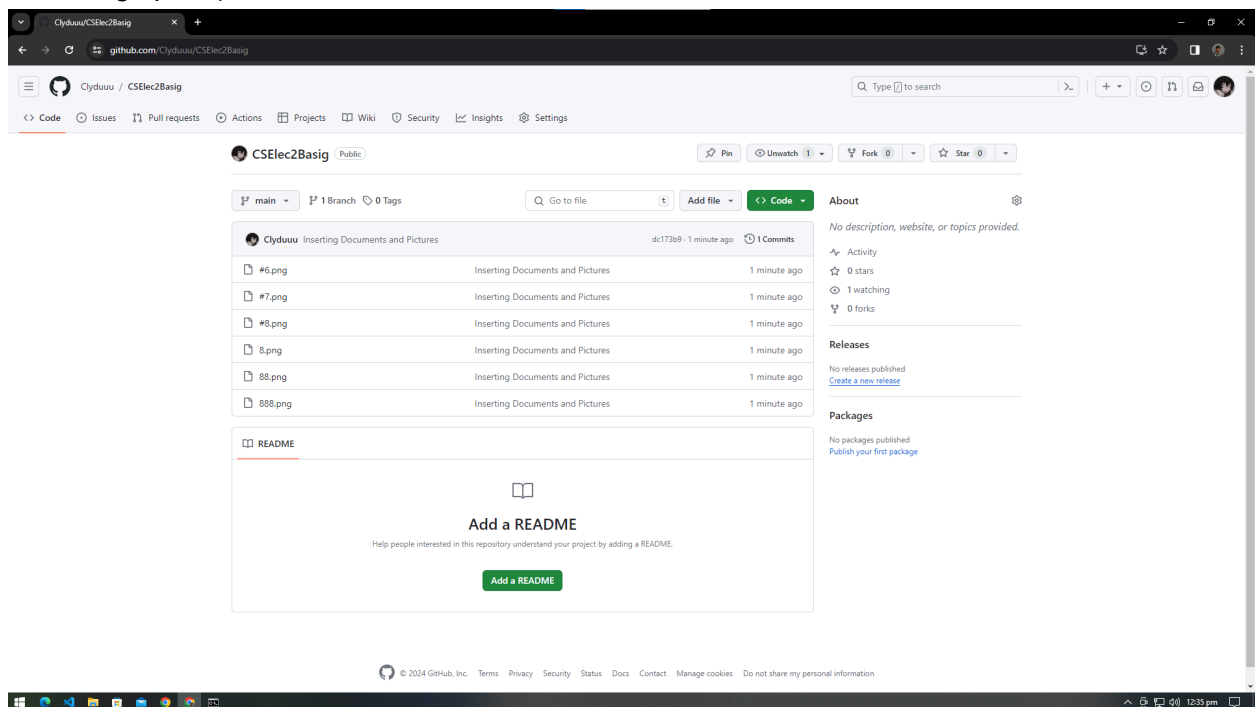 Clyduuu/CSElec2Basig
github.com/Clyduuu/CSElec2Basig
Clyduuu / CSElec2Basig
Type / to search
<> Code Issues Pull requests Actions Projects Wiki Security Insights Settings
CSElec2Basig Public Pin Unwatch 1 Fork 0 Star 0
main 1 Branch 0 Tags Go to file t Add file <> Code
Clyduuu Inserting Documents and Pictures dc173b9 · 1 minute ago 1 Commits
#6.png Inserting Documents and Pictures 1 minute ago
#7.png Inserting Documents and Pictures 1 minute ago
#8.png Inserting Documents and Pictures 1 minute ago
8.png Inserting Documents and Pictures 1 minute ago
88.png Inserting Documents and Pictures 1 minute ago
888.png Inserting Documents and Pictures 1 minute ago
README
Add a README
Help people interested in this repository understand your project by adding a README.
Add a README
About
No description, website, or topics provided.
Activity
0 stars
1 watching
0 forks
Releases
No releases published
Create a new release
Packages
No packages published
Publish your first package
© 2024 GitHub, Inc. Terms Privacy Security Status Docs Contact Manage cookies Do not share my personal information
12:35 pm